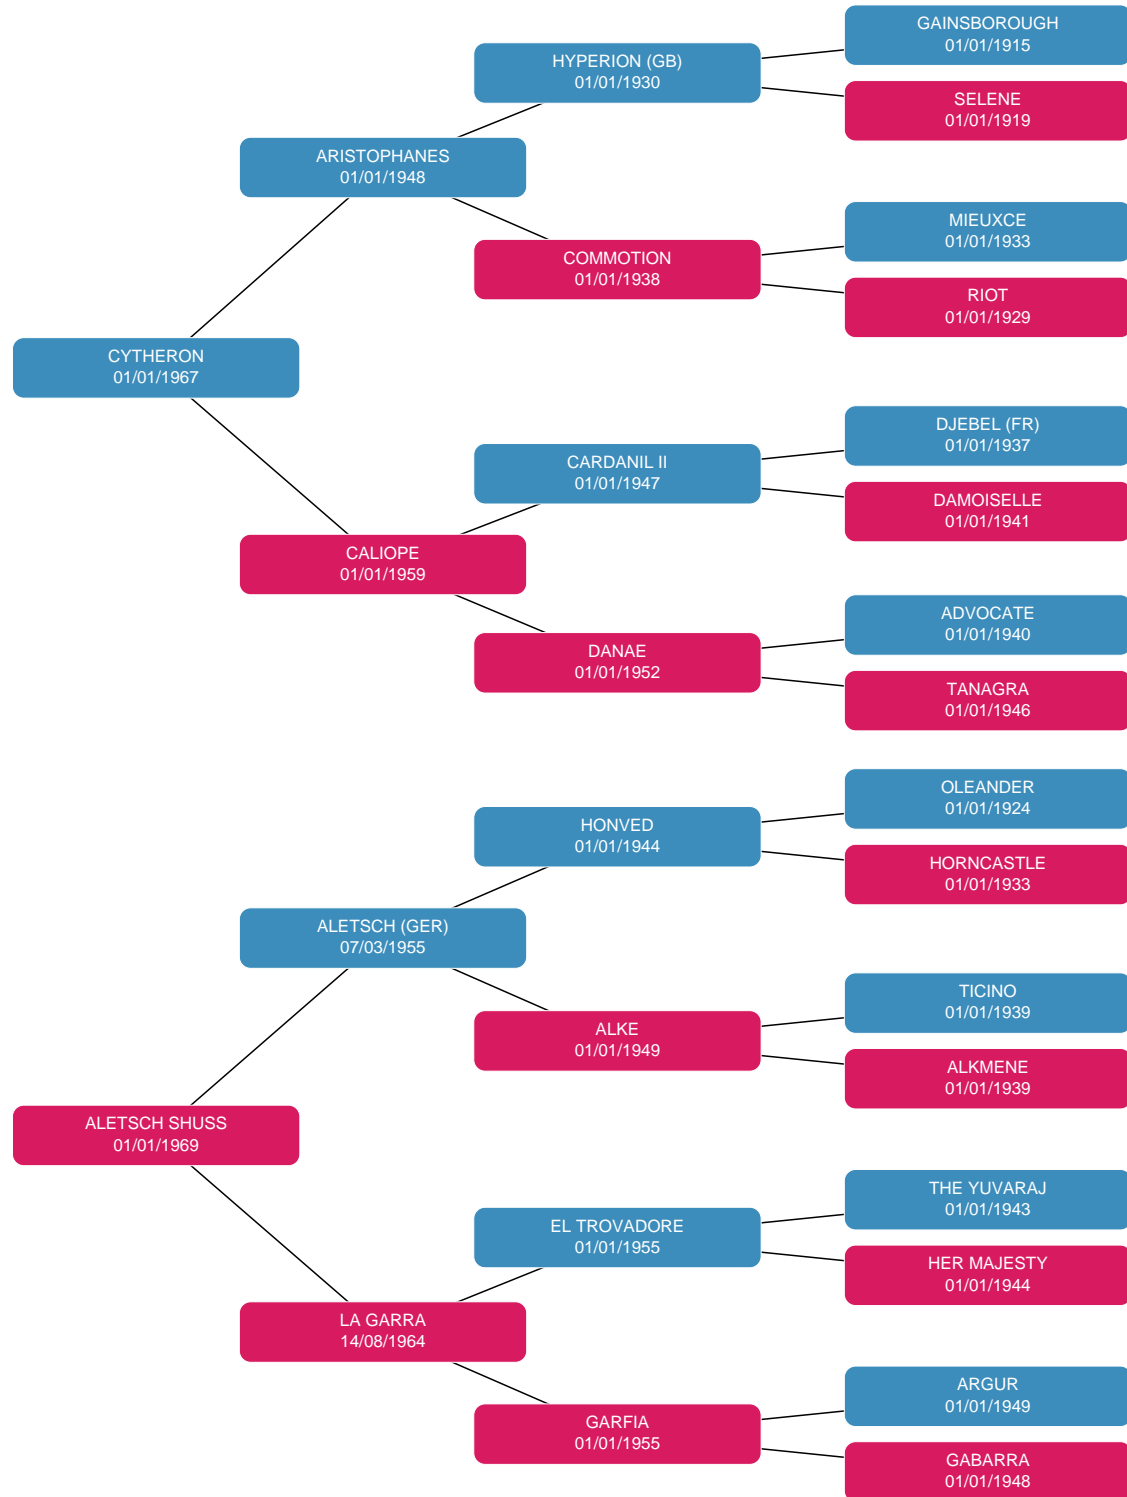 GAINSBOROUGH
01/01/1915
HYPERION (GB)
01/01/1930
SELENE
01/01/1919
ARISTOPHANES
01/01/1948
MIEUXCE
01/01/1933
COMMOTION
01/01/1938
RIOT
01/01/1929
CYTHERON
01/01/1967
DJEBEL (FR)
01/01/1937
CARDANIL II
01/01/1947
DAMOISELLE
01/01/1941
CALIOPE
01/01/1959
ADVOCATE
01/01/1940
DANAE
01/01/1952
TANAGRA
01/01/1946
OLEANDER
01/01/1924
HONVED
01/01/1944
HORNCASTLE
01/01/1933
ALETSCH (GER)
07/03/1955
TICINO
01/01/1939
ALKE
01/01/1949
ALKMENE
01/01/1939
ALETSCH SHUSS
01/01/1969
THE YUVARAJ
01/01/1943
EL TROVADORE
01/01/1955
HER MAJESTY
01/01/1944
LA GARRA
14/08/1964
ARGUR
01/01/1949
GARFIA
01/01/1955
GABARRA
01/01/1948